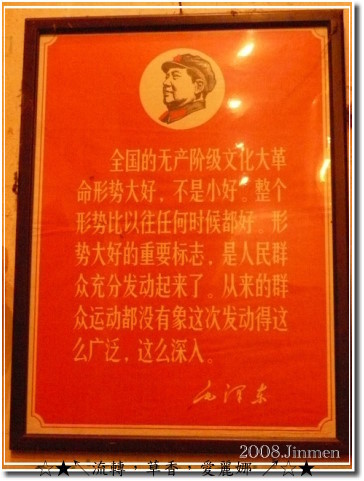 全国的无产阶级文化大革
命形势大好，不是小好。整个
形势比以往任何时候都好。形
势大好的重要标志，是人民群
众充分发动起来了。从来的群
众运动都没有象这次发动得这
么广泛，这么深入。
毛泽东
2008.Jinmen
☆★↖流轉，草香，愛麗娜↗☆★